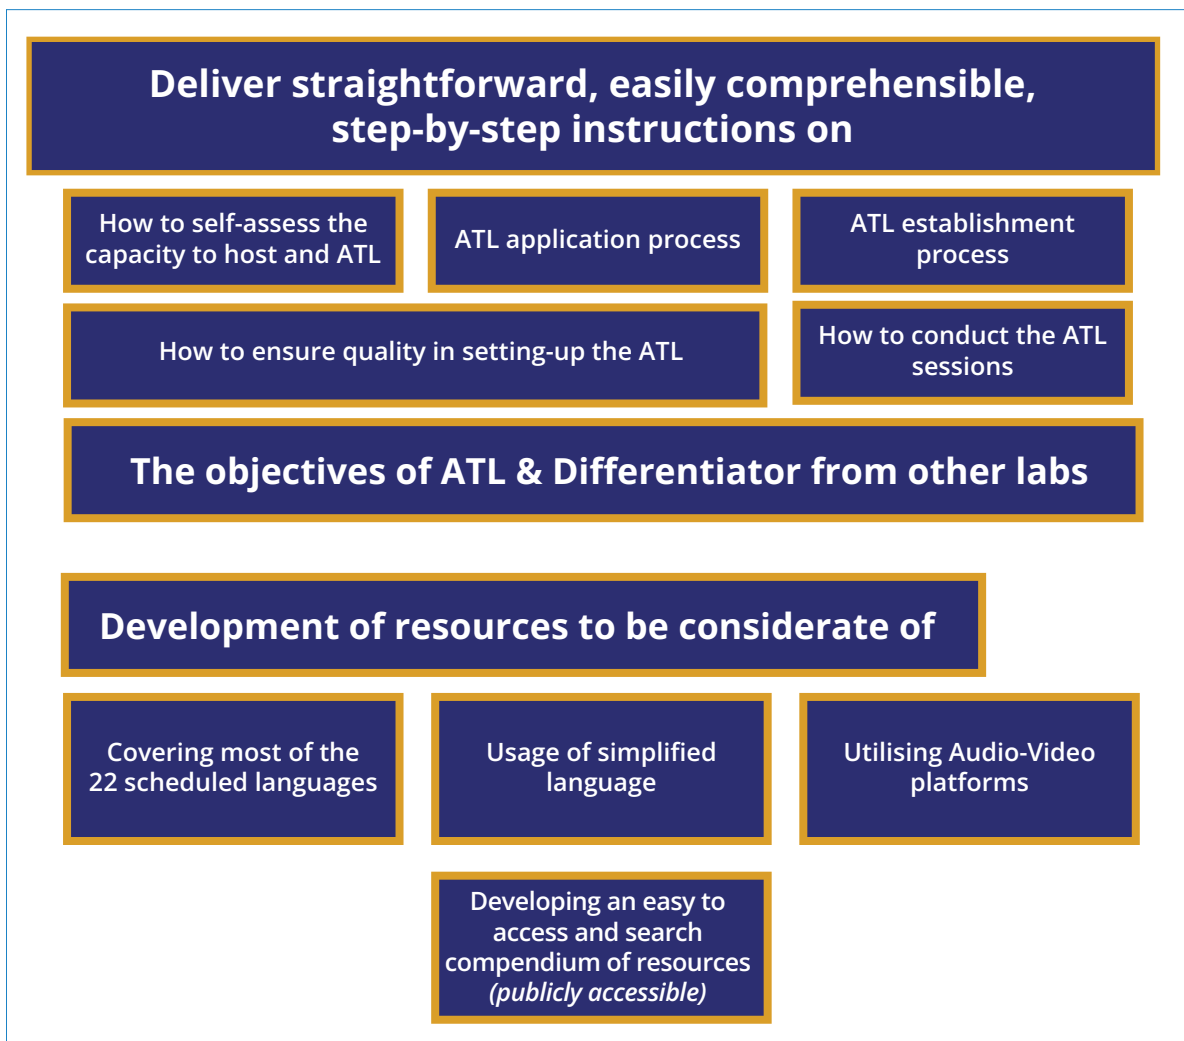 Deliver straightforward, easily comprehensible,
step-by-step instructions on
How to self-assess the
capacity to host and ATL
ATL application process
ATL establishment
process
How to ensure quality in setting-up the ATL
How to conduct the ATL
sessions
The objectives of ATL & Differentiator from other labs
Development of resources to be considerate of
Covering most of the
22 scheduled languages
Usage of simplified
language
Utilising Audio-Video
platforms
Developing an easy to
access and search
compendium of resources
(publicly accessible)